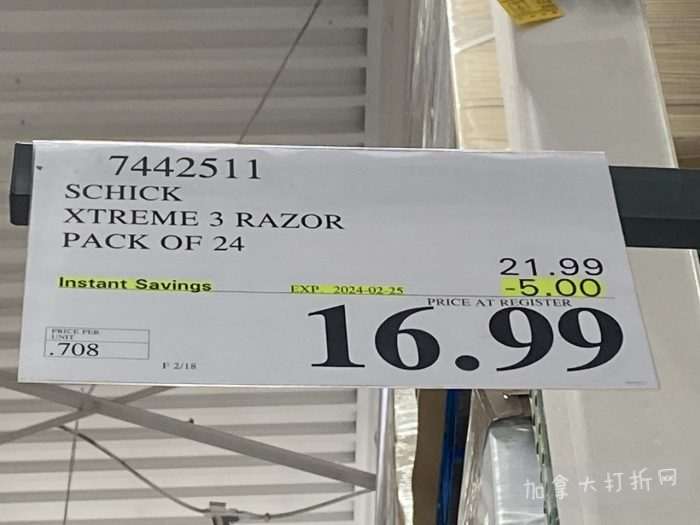 7442511
SCHICK
XTREME 3 RAZOR
PACK OF 24
21.99
Instant Savings EXP. 2024-02-25 -5.00
PRICE AT REGISTER
16.99
PRICE PER
UNIT
.708
F 2/18
加拿大打折网